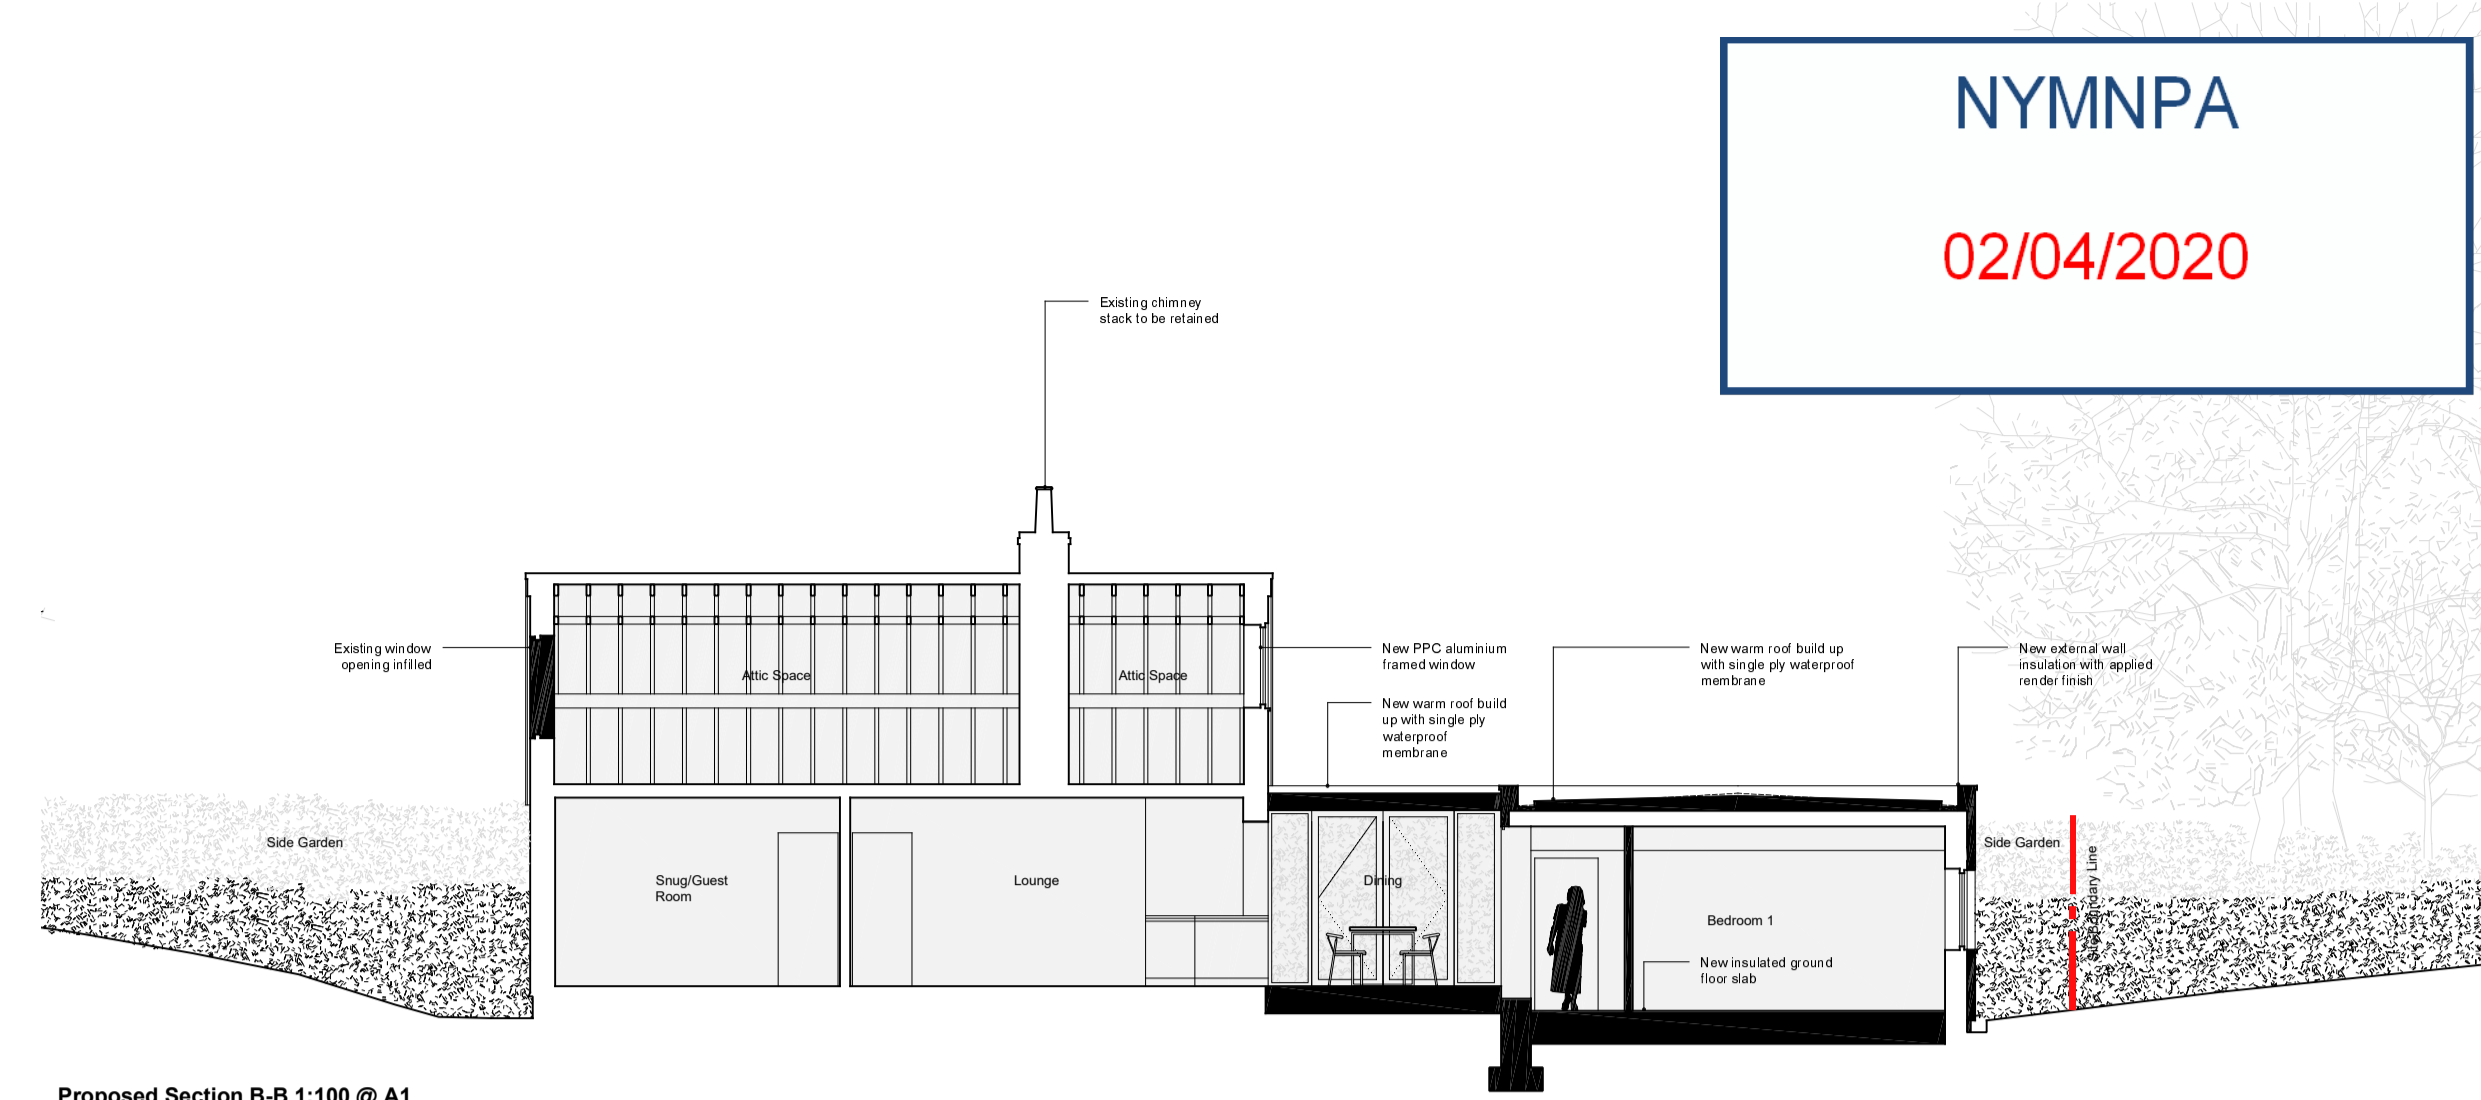 NYMNPA
02/04/2020
Existing chimney
stack to be retained
Existing window
opening infilled
Attic Space
Attic Space
New PPC aluminium
framed window
New warm roof build
up with single ply
waterproof
membrane
New warm roof build up
with single ply waterproof
membrane
New external wall
insulation with applied
render finish
Side Garden
Snug/Guest
Room
Lounge
Dining
Bedroom 1
New insulated ground
floor slab
Side Garden
Site Boundary Line
Proposed Section B-B 1:100 @ A1